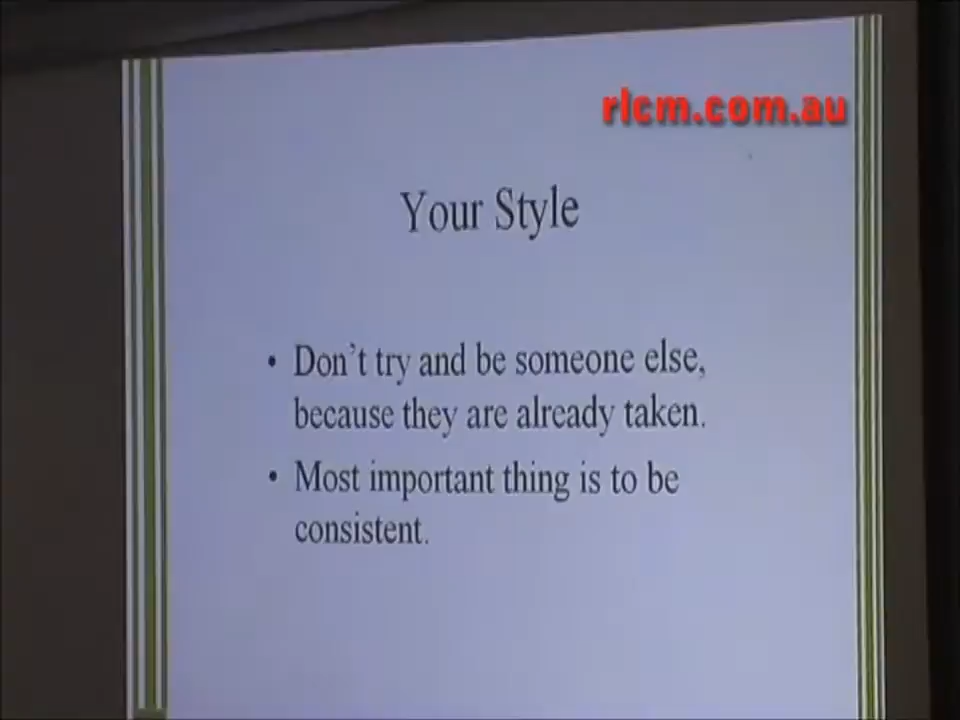 rlcm.com.au
Your Style
• Don't try and be someone else,
because they are already taken.
• Most important thing is to be
consistent.